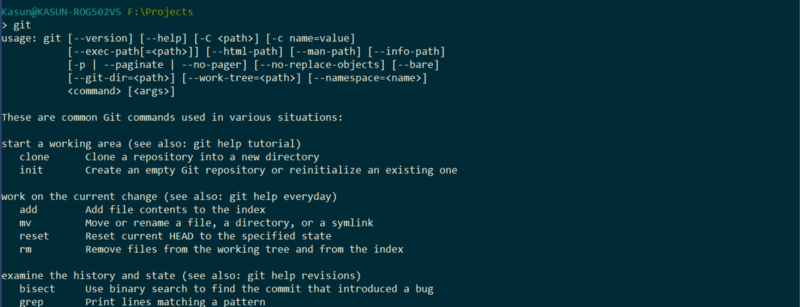 Kasun@KASUN-ROG502VS F:\Projects
> git
usage: git [--version] [--help] [-C <path>] [-c name=value]
           [--exec-path[=<path>]] [--html-path] [--man-path] [--info-path]
           [-p | --paginate | --no-pager] [--no-replace-objects] [--bare]
           [--git-dir=<path>] [--work-tree=<path>] [--namespace=<name>]
           <command> [<args>]

These are common Git commands used in various situations:

start a working area (see also: git help tutorial)
   clone      Clone a repository into a new directory
   init       Create an empty Git repository or reinitialize an existing one

work on the current change (see also: git help everyday)
   add        Add file contents to the index
   mv         Move or rename a file, a directory, or a symlink
   reset      Reset current HEAD to the specified state
   rm         Remove files from the working tree and from the index

examine the history and state (see also: git help revisions)
   bisect     Use binary search to find the commit that introduced a bug
   grep       Print lines matching a pattern